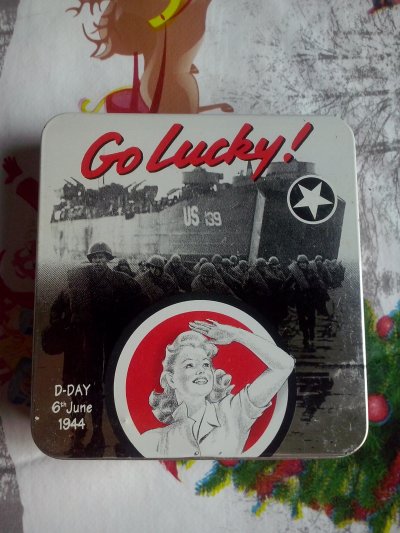 Go Lucky!
US 139
D-DAY
6th June
1944